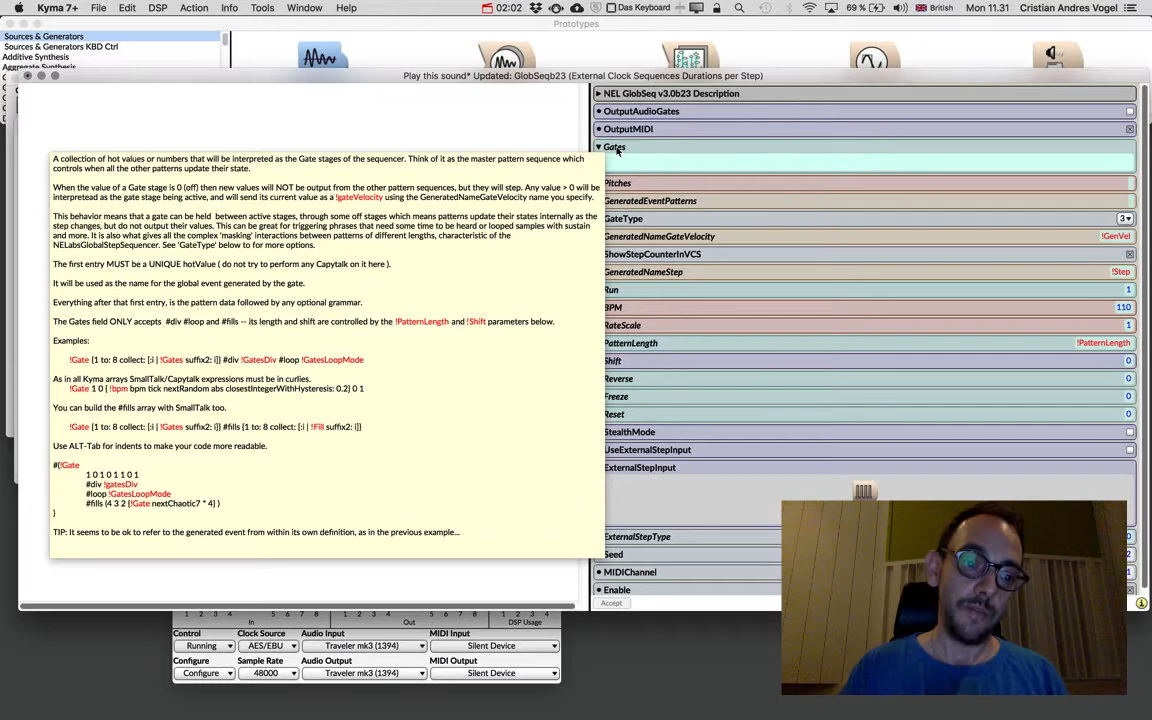 Kyma 7+ File Edit DSP Action Info Tools Window Help 02:02 Das Keyboard 69 % British Mon 11.31 Cristian Andres Vogel
Prototypes
Sources & Generators
Sources & Generators KBD Ctrl
Additive Synthesis
Play this sound* Updated: GlobSeqb23 (External Clock Sequences Durations per Step)
NEL GlobSeq v3.0b23 Description
OutputAudioGates
OutputMIDI
Gates
A collection of hot values or numbers that will be interpreted as the Gate stages of the sequencer. Think of it as the master pattern sequence which
controls when all the other patterns update their state.
When the value of a Gate stage is 0 (off) then new values will NOT be output from the other pattern sequences, but they will step. Any value > 0 will be
interpretead as the gate stage being active, and will send its current value as a !gateVelocity using the GeneratedNameGateVelocity name you specify.
This behavior means that a gate can be held between active stages, through some off stages which means patterns update their states internally as the
step changes, but do not output their values. This can be great for triggering phrases that need some time to be heard or looped samples with sustain
and more. It is also what gives all the complex 'masking' interactions between patterns of different lengths, characteristic of the
NELabsGlobalStepSequencer. See 'GateType' below to for more options.
The first entry MUST be a UNIQUE hotValue ( do not try to perform any Capytalk on it here ).
It will be used as the name for the global event generated by the gate.
Everything after that first entry, is the pattern data followed by any optional grammar.
The Gates field ONLY accepts #div #loop and #fills -- its length and shift are controlled by the !PatternLength and !Shift parameters below.
Examples:
!Gate {1 to: 8 collect: [:i | !Gates suffix2: i]} #div !GatesDiv #loop !GatesLoopMode
As in all Kyma arrays SmallTalk/Capytalk expressions must be in curlies.
!Gate 1 0 { !bpm bpm tick nextRandom abs closestIntegerWithHysteresis: 0.2} 0 1
You can build the #fills array with SmallTalk too.
!Gate {1 to: 8 collect: [:i | !Gates suffix2: i]} #fills {1 to: 8 collect: [:i | !Fill suffix2: i]}
Use ALT-Tab for indents to make your code more readable.
#(!Gate
1 0 1 0 1 1 0 1
#div !gatesDiv
#loop !GatesLoopMode
#fills (4 3 2 {!Gate nextChaotic7 * 4} )
)
TIP: It seems to be ok to refer to the generated event from within its own definition, as in the previous example...
Pitches
GeneratedEventPatterns
GateType 3
GeneratedNameGateVelocity !GenVel
ShowStepCounterInVCS
GeneratedNameStep !Step
Run 1
BPM 110
RateScale 1
PatternLength !PatternLength
Shift 0
Reverse 0
Freeze 0
Reset 0
StealthMode
UseExternalStepInput
ExternalStepInput
ExternalStepType 0
Seed 2
MIDIChannel 1
Enable
Accept
1 2 3 4 1 2 3 4 1 2 3 4
In Out DSP Usage
Control Clock Source Audio Input MIDI Input
Running AES/EBU Traveler mk3 (1394) Silent Device
Configure Sample Rate Audio Output MIDI Output
Configure 48000 Traveler mk3 (1394) Silent Device